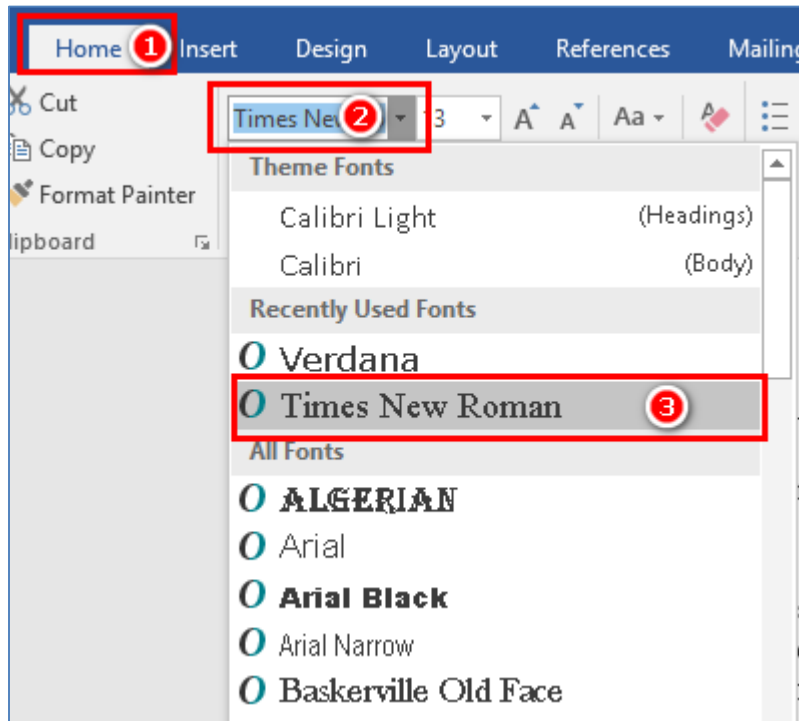 Home 1 Insert Design Layout References Mailing
Cut
Times Ne 2 13 Aa
Copy
Theme Fonts
Format Painter
Calibri Light (Headings)
lipboard
Calibri (Body)
Recently Used Fonts
O Verdana
O Times New Roman 3
All Fonts
O ALGERIAN
O Arial
O Arial Black
O Arial Narrow
O Baskerville Old Face